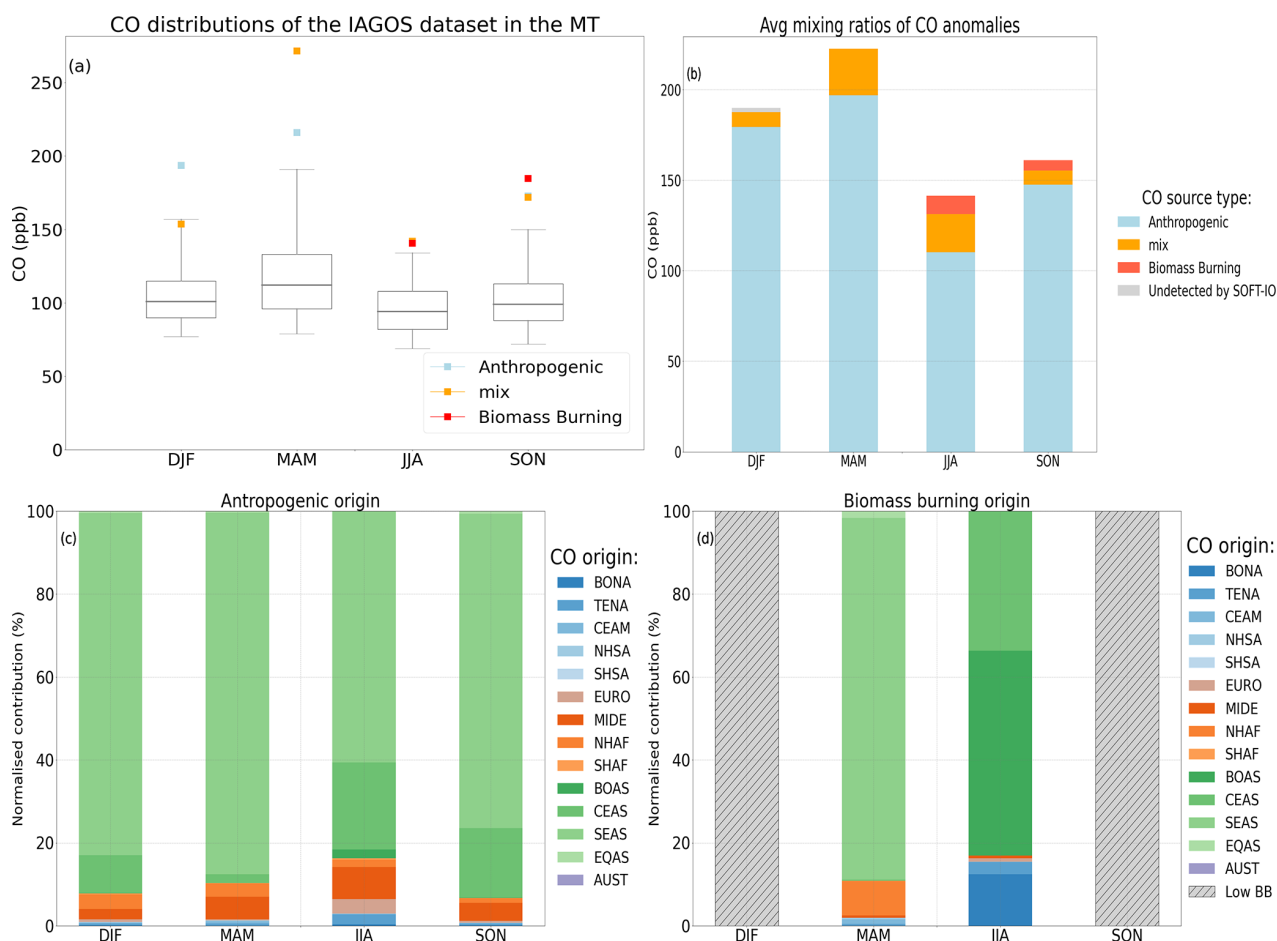 CO distributions of the IAGOS dataset in the MT
(a)
CO (ppb)
250
200
150
100
50
0
DJF MAM JJA SON
Anthropogenic
mix
Biomass Burning
Avg mixing ratios of CO anomalies
(b)
CO (ppb)
200
150
100
50
0
DJF MAM JJA SON
CO source type:
Anthropogenic
mix
Biomass Burning
Undetected by SOFT-IO
Antropogenic origin
(c)
Normalised contribution (%)
100
80
60
40
20
0
DJF MAM JJA SON
CO origin:
BONA
TENA
CEAM
NHSA
SHSA
EURO
MIDE
NHAF
SHAF
BOAS
CEAS
SEAS
EQAS
AUST
Biomass burning origin
(d)
Normalised contribution (%)
100
80
60
40
20
0
DJF MAM JJA SON
CO origin:
BONA
TENA
CEAM
NHSA
SHSA
EURO
MIDE
NHAF
SHAF
BOAS
CEAS
SEAS
EQAS
AUST
Low BB